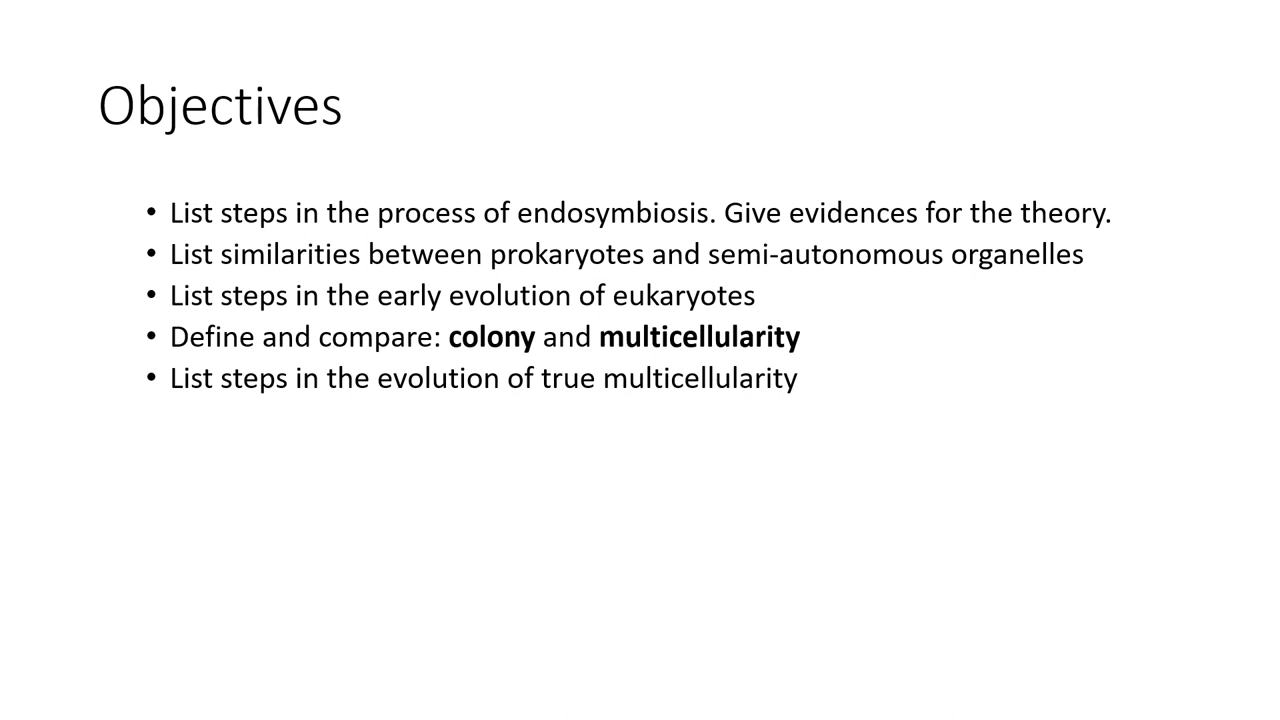 Objectives
• List steps in the process of endosymbiosis. Give evidences for the theory.
• List similarities between prokaryotes and semi-autonomous organelles
• List steps in the early evolution of eukaryotes
• Define and compare: colony and multicellularity
• List steps in the evolution of true multicellularity